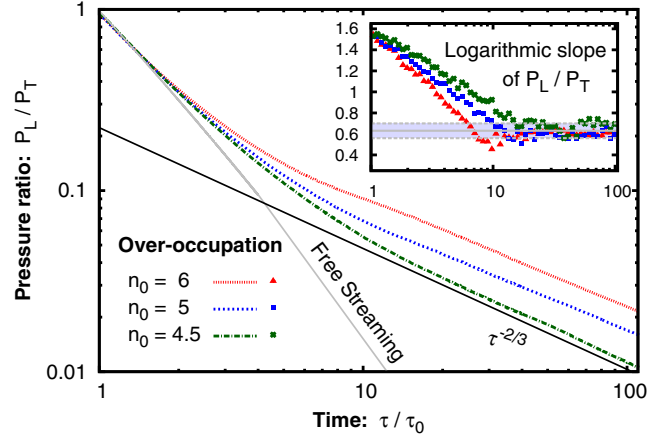 Pressure ratio: P_L / P_T
1
0.1
0.01
1
10
100
Time: τ / τ_0
Over-occupation
n_0 = 6
n_0 = 5
n_0 = 4.5
Free Streaming
τ^-2/3
Logarithmic slope
of P_L / P_T
1.6
1.4
1.2
1
0.8
0.6
0.4
1
10
100